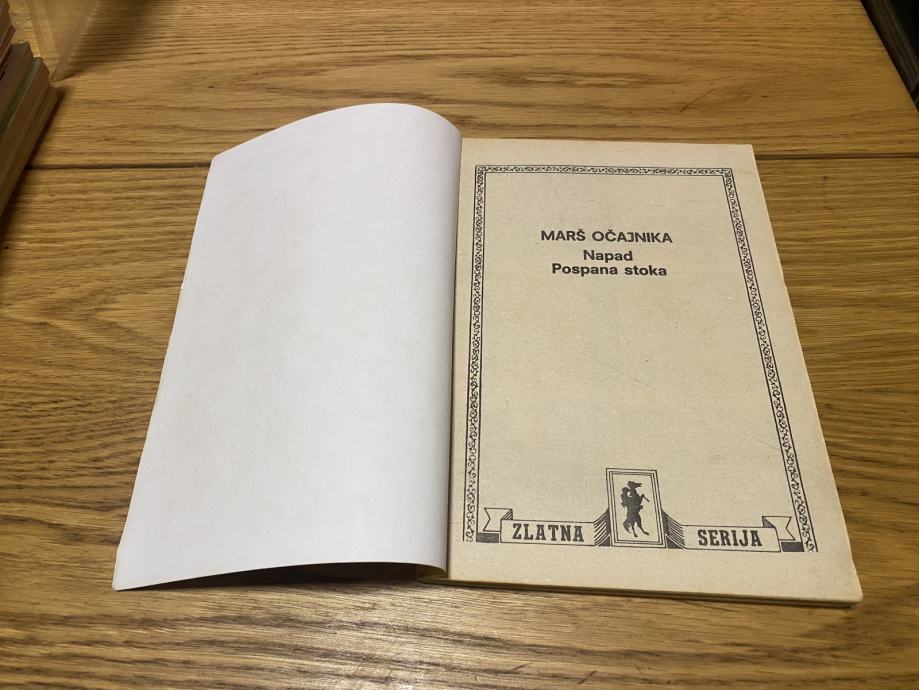 MARŠ OČAJNIKA
Napad
Pospana stoka
ZLATNA SERIJA